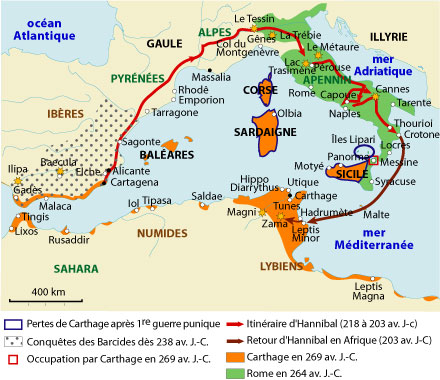 océan
Atlantique
GAULE
ALPES
Le Tessin
Gênes
La Trébie
Col du
Montgenèvre
Le Métaure
ILLYRIE
mer
Adriatique
Lac
Trasimène
Pérouse
APENNIN
PYRÉNÉES
Massalia
Rhodê
Emporion
Tarragone
CORSE
Rome
Capoue
Cannes
Naples
Tarente
IBÈRES
Olbia
SARDAIGNE
Thourioi
Crotone
Sagonte
BALÉARES
Îles Lipari
Locres
Panorme
Motyé
Messine
SICILE
Syracuse
Ilipa
Baecula
Elche
Alicante
Cartagena
Gadès
Malaca
Tingis
Lixos
Rusaddir
Iol
Tipasa
Saldae
Hippo
Diarrythus
Utique
Carthage
Tunes
Magni
Zama
Hadrumète
Leptis
Minor
Malte
mer
Méditerranée
NUMIDES
SAHARA
LYBIENS
Leptis
Magna
400 km
Pertes de Carthage après 1re guerre punique
Conquêtes des Barcides dès 238 av. J.-C.
Occupation par Carthage en 269 av. J.-C.
Itinéraire d'Hannibal (218 à 203 av. J-c)
Retour d'Hannibal en Afrique (203 av. J-C)
Carthage en 269 av. J.-C.
Rome en 264 av. J.-C.